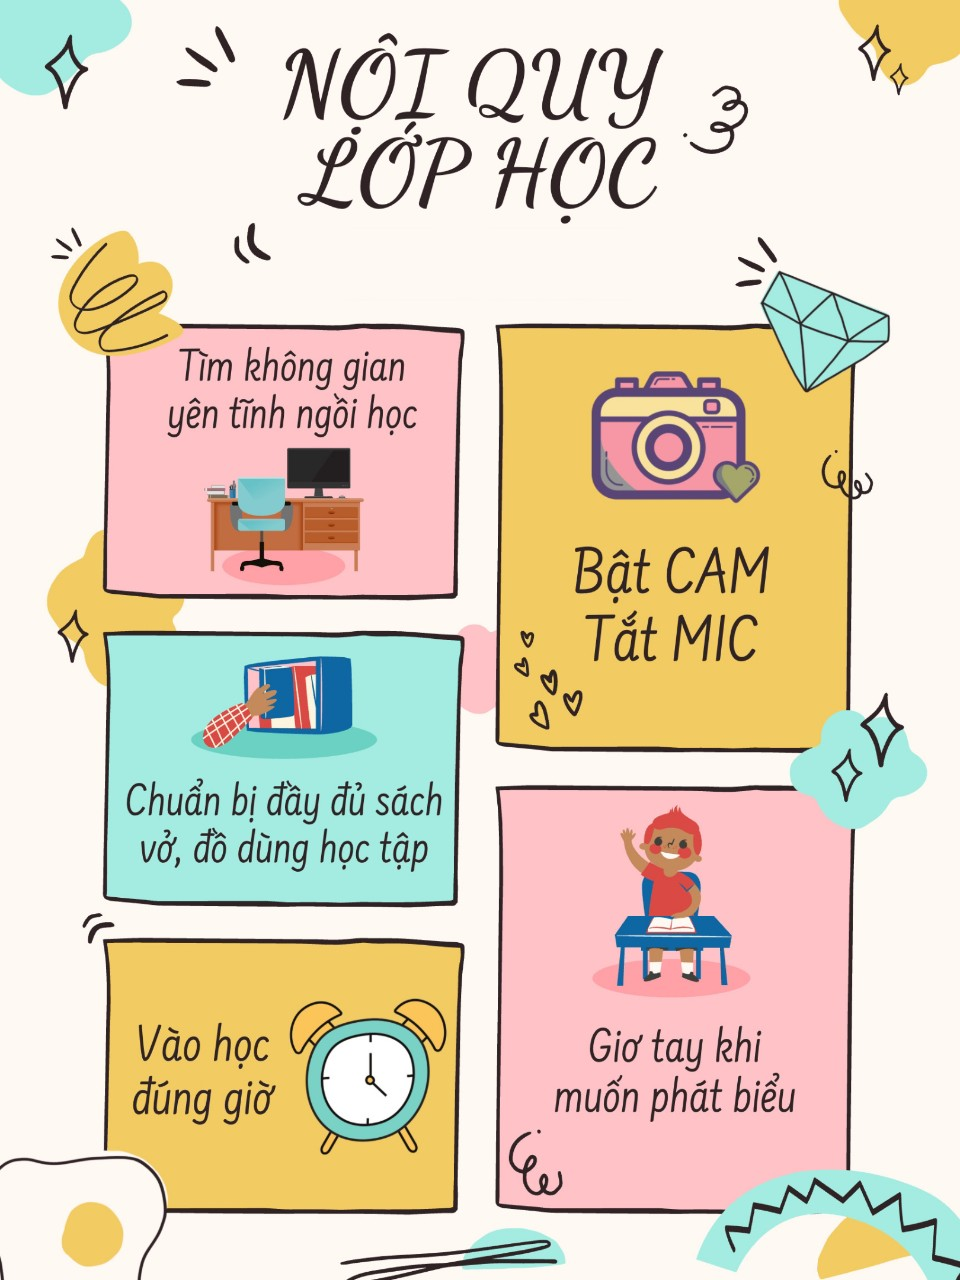 NỘI QUY
LỚP HỌC
Tìm không gian
yên tĩnh ngồi học
Bật CAM
Tắt MIC
Chuẩn bị đầy đủ sách
vở, đồ dùng học tập
Giơ tay khi
muốn phát biểu
Vào học
đúng giờ